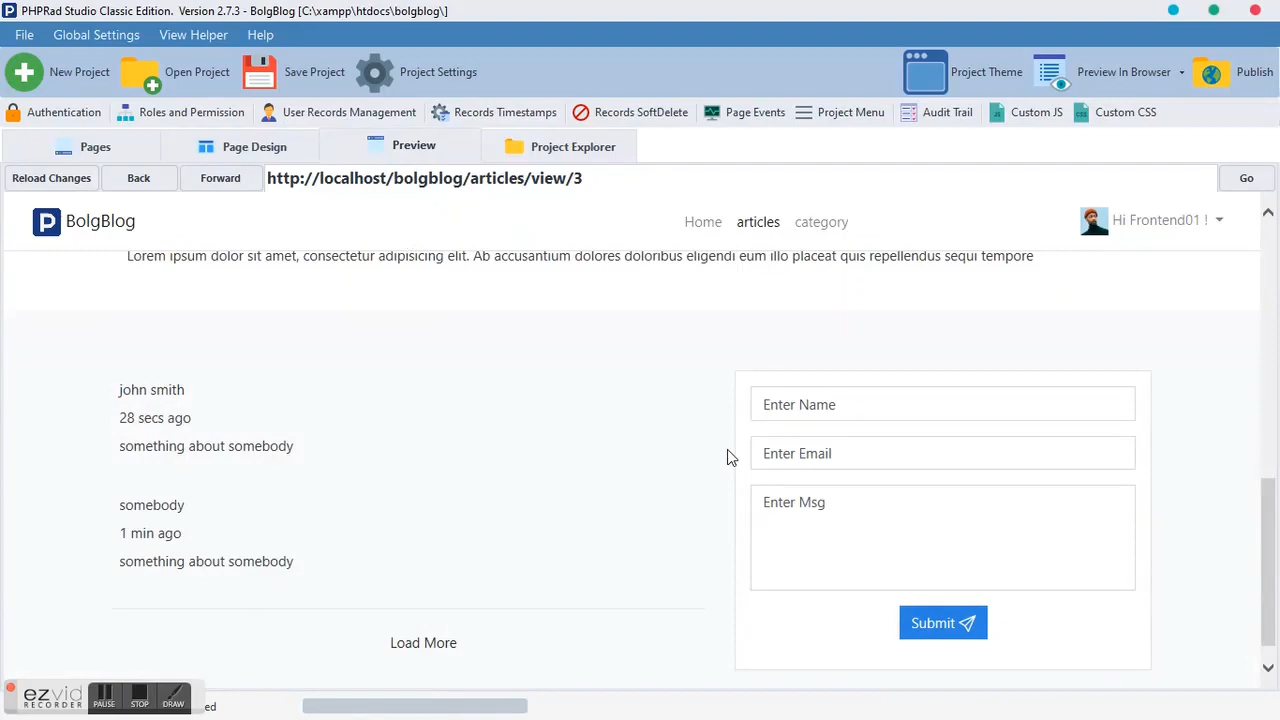 PHPRad Studio Classic Edition. Version 2.7.3 - BolgBlog [C:\xampp\htdocs\bolgblog\]
File Global Settings View Helper Help
New Project Open Project Save Project Project Settings Project Theme Preview In Browser Publish
Authentication Roles and Permission User Records Management Records Timestamps Records SoftDelete Page Events Project Menu Audit Trail Custom JS Custom CSS
Pages Page Design Preview Project Explorer
Reload Changes Back Forward http://localhost/bolgblog/articles/view/3 Go
P BolgBlog Home articles category Hi Frontend01 !
Lorem ipsum dolor sit amet, consectetur adipisicing elit. Ab accusantium dolores doloribus eligendi eum illo placeat quis repellendus sequi tempore
john smith
28 secs ago
something about somebody
somebody
1 min ago
something about somebody
Load More
Enter Name
Enter Email
Enter Msg
Submit
ezvid
RECORDER
PAUSE STOP DRAW